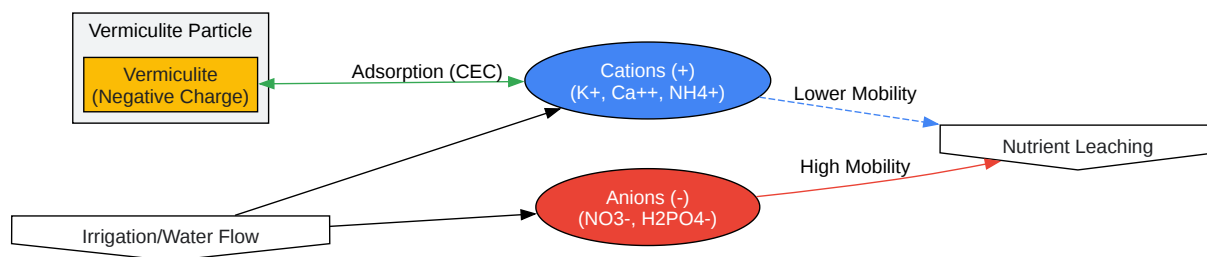 Vermiculite Particle
Vermiculite
(Negative Charge)
Adsorption (CEC)
Cations (+)
(K+, Ca++, NH4+)
Lower Mobility
Nutrient Leaching
High Mobility
Anions (-)
(NO3-, H2PO4-)
Irrigation/Water Flow